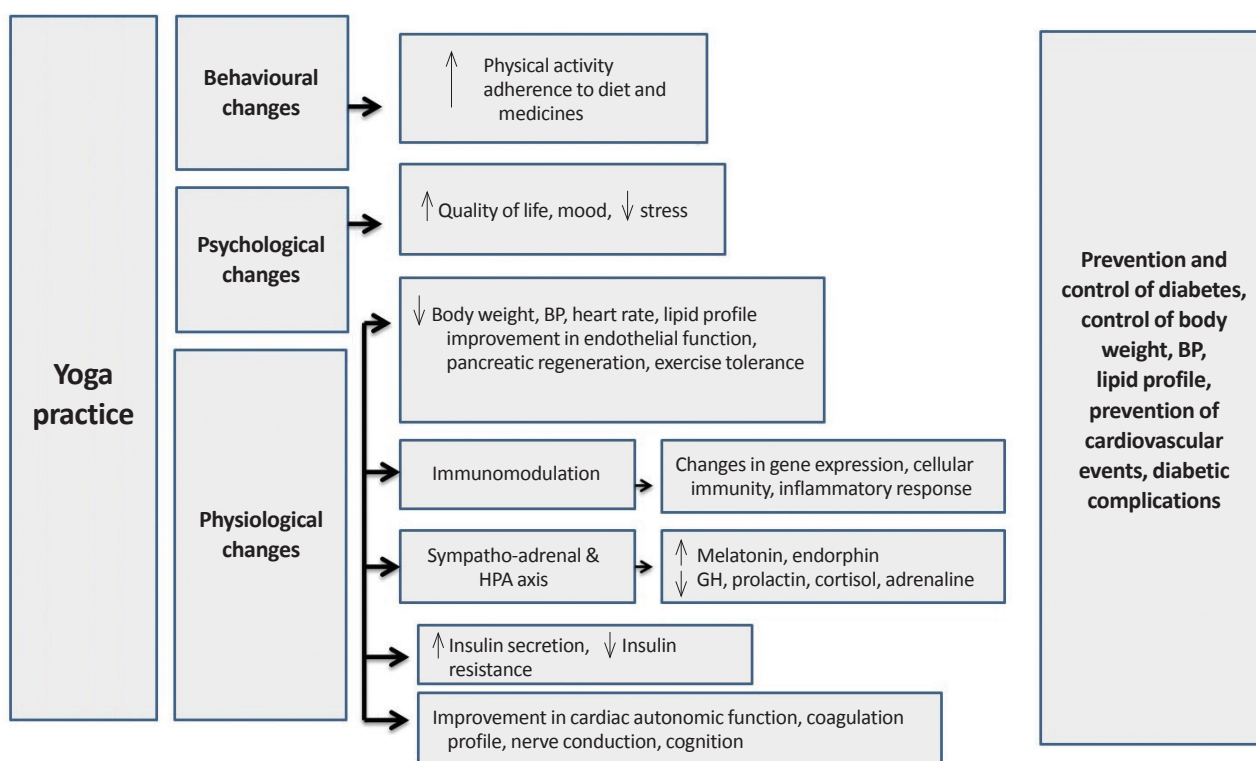 Yoga
practice
Behavioural
changes
↑ Physical activity
adherence to diet and
medicines
Psychological
changes
↑ Quality of life, mood, ↓ stress
Physiological
changes
↓ Body weight, BP, heart rate, lipid profile
improvement in endothelial function,
pancreatic regeneration, exercise tolerance
Immunomodulation
Changes in gene expression, cellular
immunity, inflammatory response
Sympatho-adrenal &
HPA axis
↑ Melatonin, endorphin
↓ GH, prolactin, cortisol, adrenaline
↑ Insulin secretion, ↓ Insulin
resistance
Improvement in cardiac autonomic function, coagulation
profile, nerve conduction, cognition
Prevention and
control of diabetes,
control of body
weight, BP,
lipid profile,
prevention of
cardiovascular
events, diabetic
complications